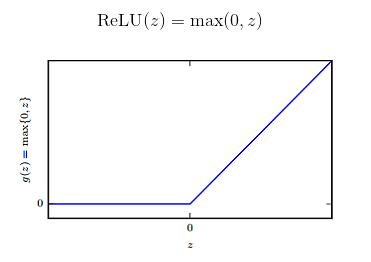 ReLU(z) = max(0, z)
g(z) = max{0, z}
0
0
z